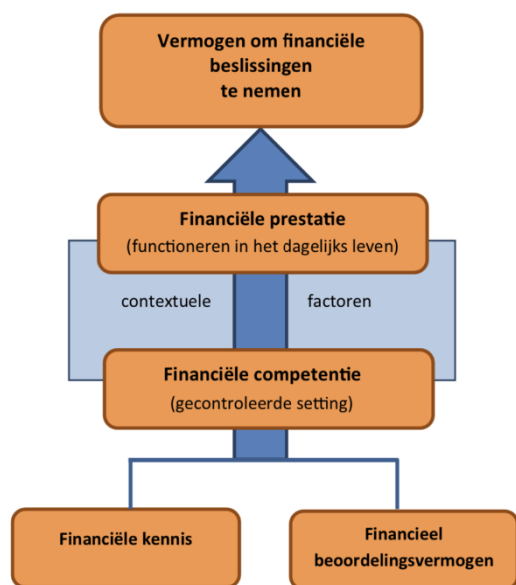 Vermogen om financiële
beslissingen
te nemen
Financiële prestatie
(functioneren in het dagelijks leven)
contextuele factoren
Financiële competentie
(gecontroleerde setting)
Financiële kennis
Financieel
beoordelingsvermogen